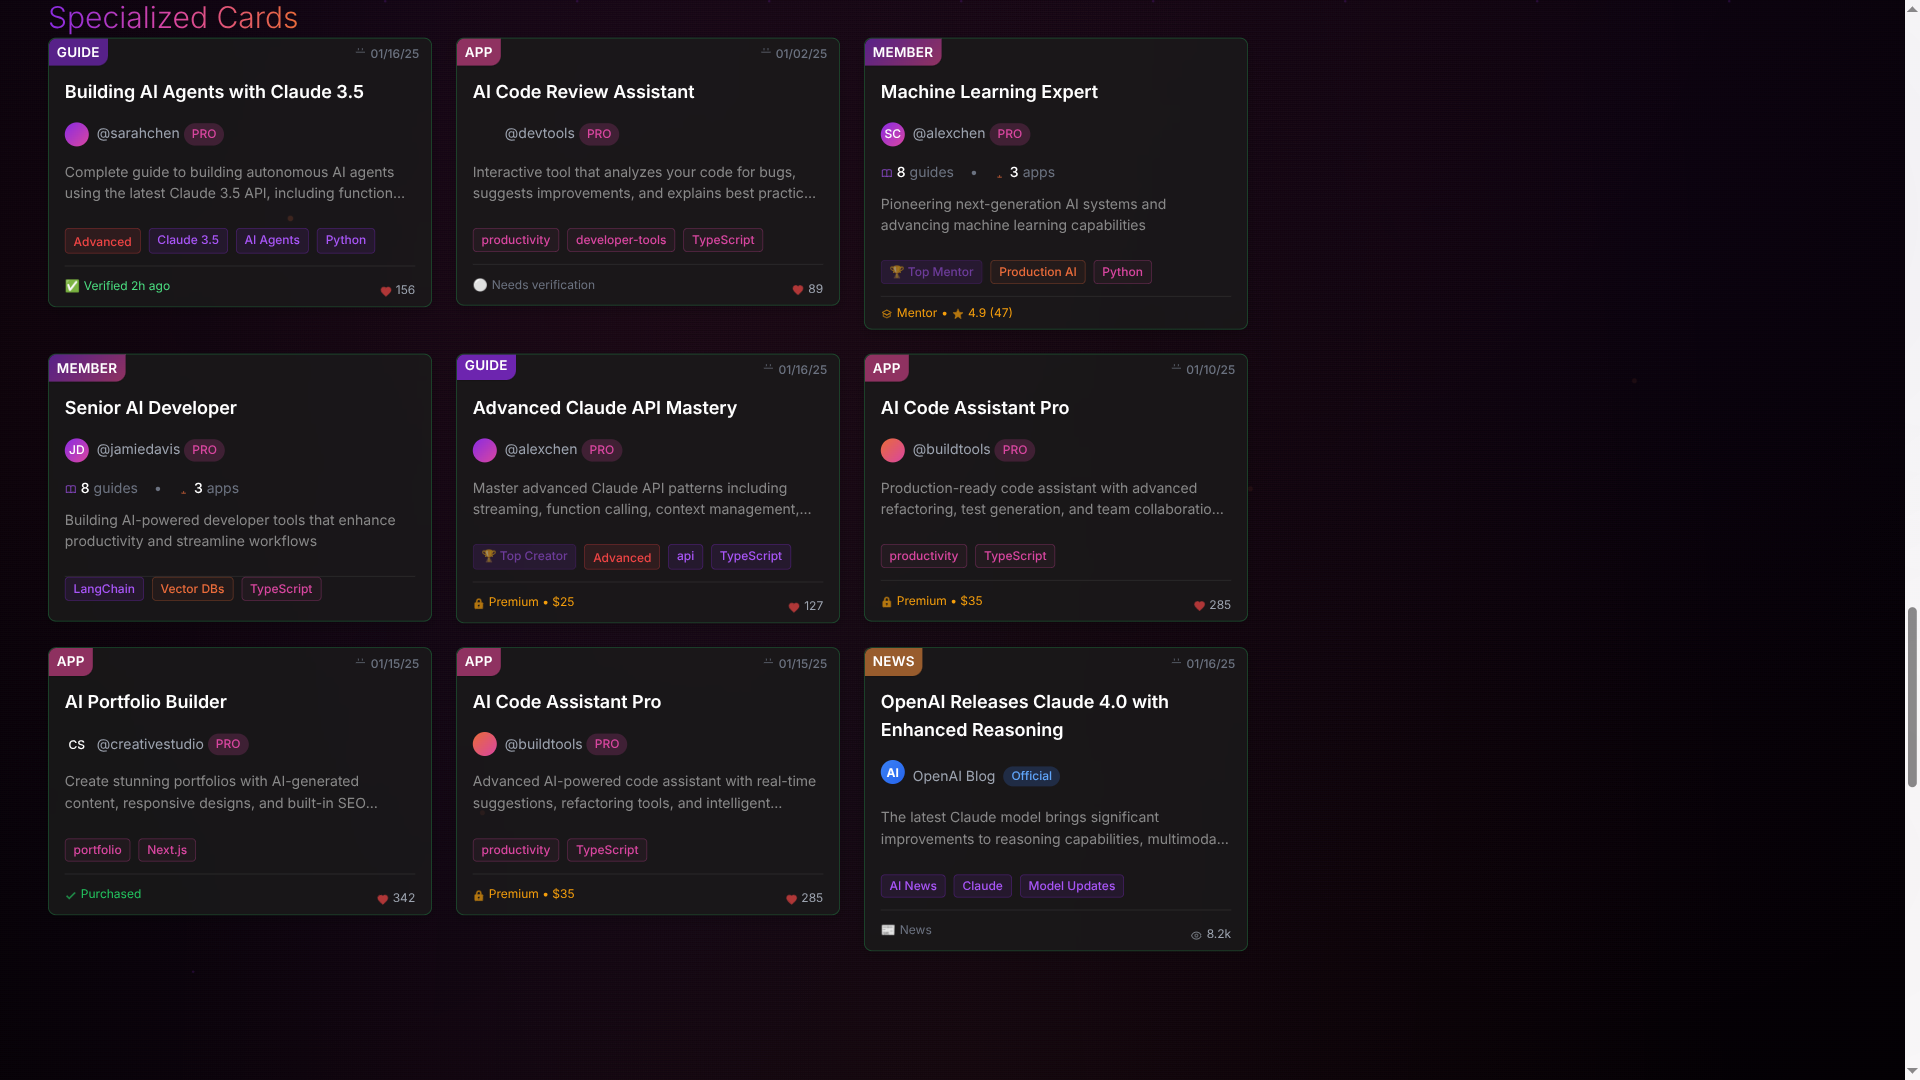 Specialized Cards
GUIDE
01/16/25
Building AI Agents with Claude 3.5
@sarahchen PRO
Complete guide to building autonomous AI agents
using the latest Claude 3.5 API, including function...
Advanced Claude 3.5 AI Agents Python
✅ Verified 2h ago
156
APP
01/02/25
AI Code Review Assistant
@devtools PRO
Interactive tool that analyzes your code for bugs,
suggests improvements, and explains best practic...
productivity developer-tools TypeScript
Needs verification
89
MEMBER
Machine Learning Expert
SC @alexchen PRO
8 guides • 3 apps
Pioneering next-generation AI systems and
advancing machine learning capabilities
🏆 Top Mentor Production AI Python
Mentor • ★ 4.9 (47)
MEMBER
Senior AI Developer
JD @jamiedavis PRO
8 guides • 3 apps
Building AI-powered developer tools that enhance
productivity and streamline workflows
LangChain Vector DBs TypeScript
GUIDE
01/16/25
Advanced Claude API Mastery
@alexchen PRO
Master advanced Claude API patterns including
streaming, function calling, context management,...
🏆 Top Creator Advanced api TypeScript
Premium • $25
127
APP
01/10/25
AI Code Assistant Pro
@buildtools PRO
Production-ready code assistant with advanced
refactoring, test generation, and team collaboratio...
productivity TypeScript
Premium • $35
285
APP
01/15/25
AI Portfolio Builder
CS @creativestudio PRO
Create stunning portfolios with AI-generated
content, responsive designs, and built-in SEO...
portfolio Next.js
✓ Purchased
342
APP
01/15/25
AI Code Assistant Pro
@buildtools PRO
Advanced AI-powered code assistant with real-time
suggestions, refactoring tools, and intelligent...
productivity TypeScript
Premium • $35
285
NEWS
01/16/25
OpenAI Releases Claude 4.0 with
Enhanced Reasoning
AI OpenAI Blog Official
The latest Claude model brings significant
improvements to reasoning capabilities, multimoda...
AI News Claude Model Updates
📰 News
8.2k